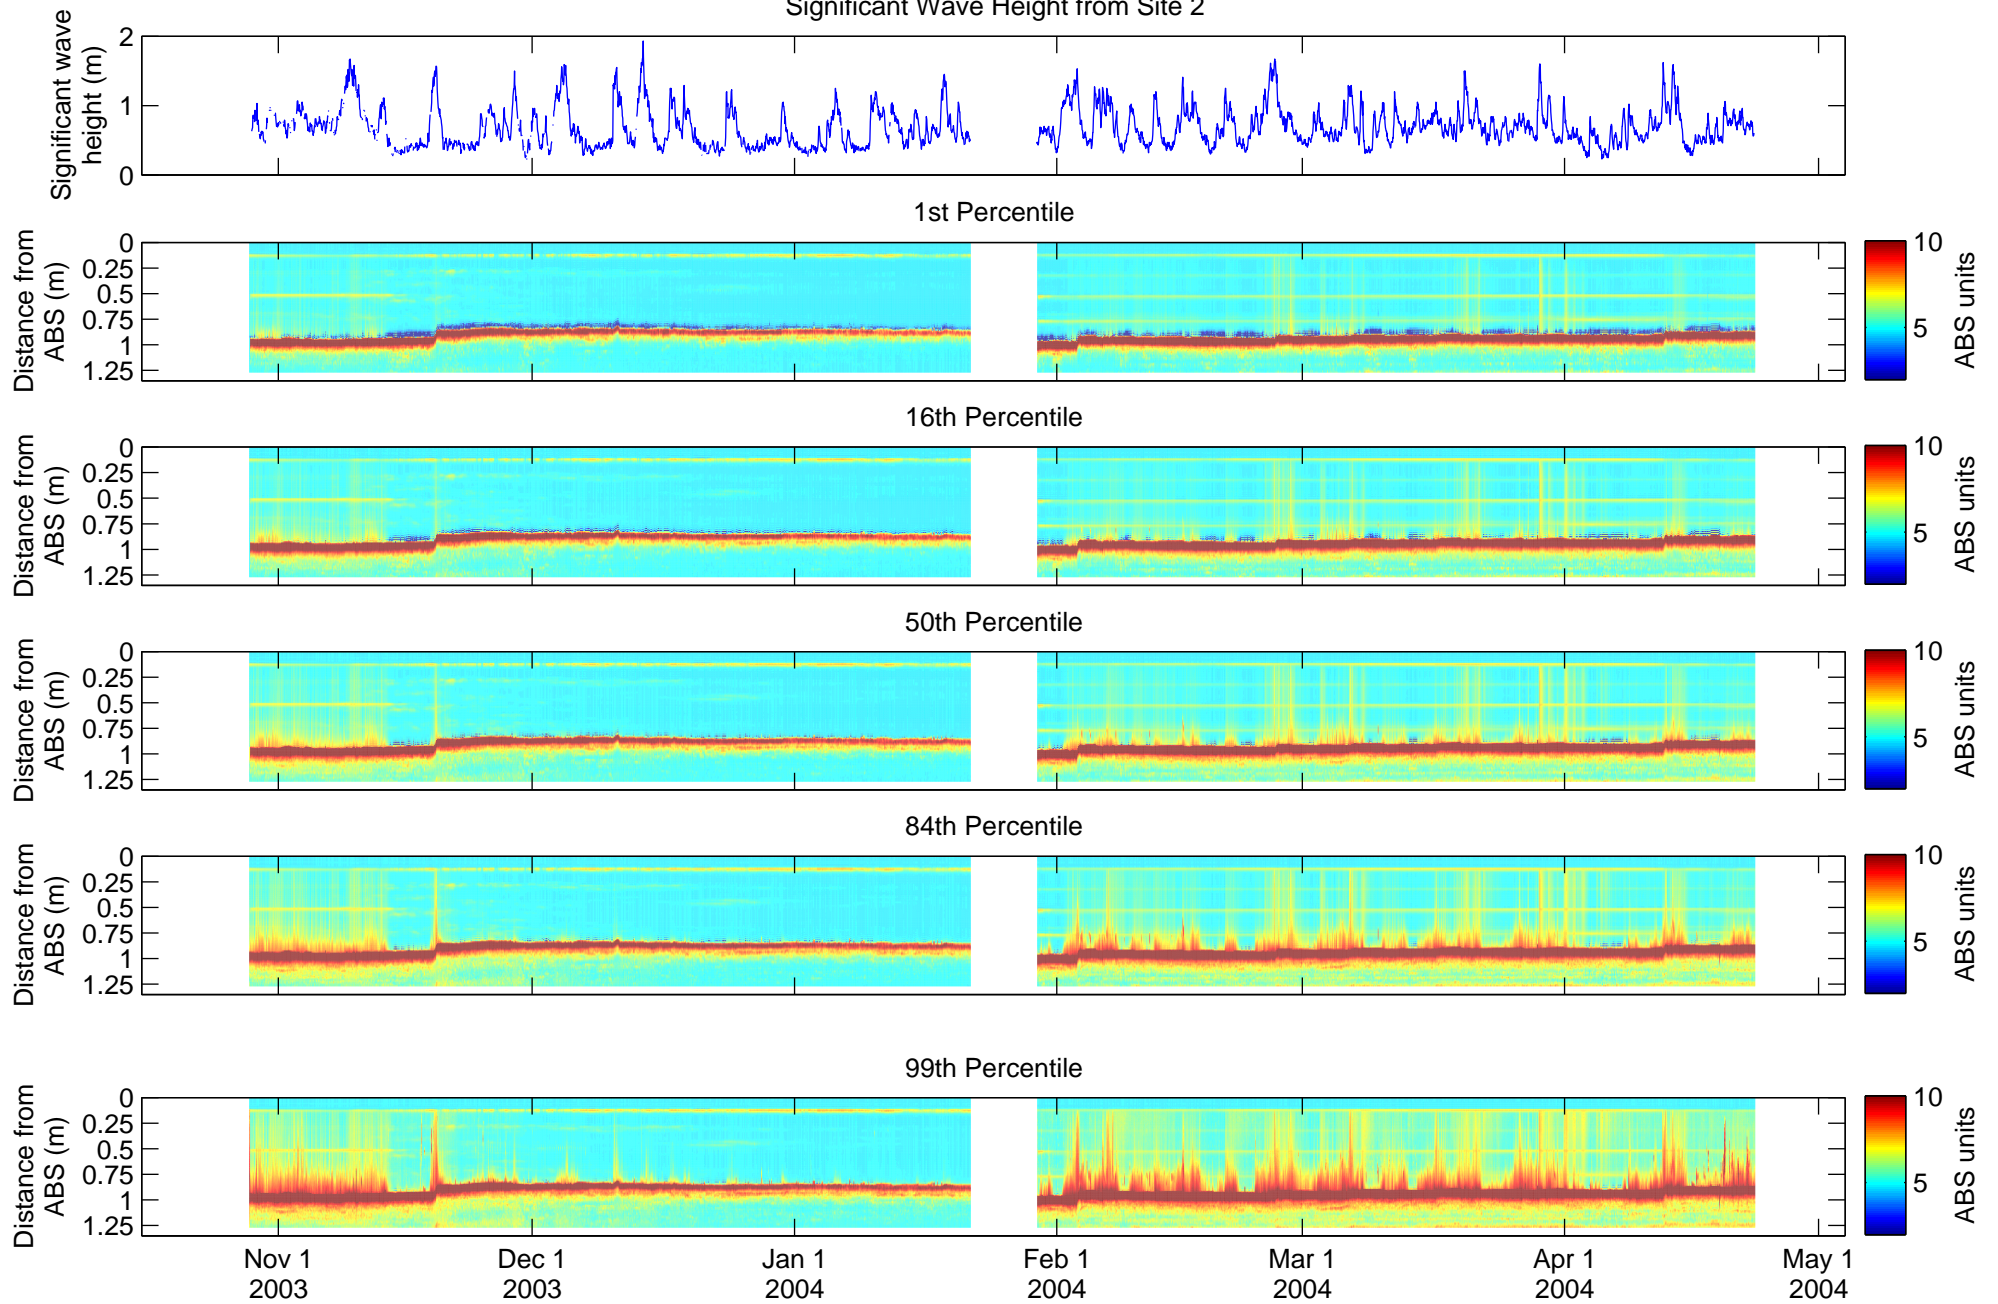 Significant Wave Height from Site 2
Significant wave
height (m)
2
1
0
1st Percentile
Distance from
ABS (m)
0
0.25
0.5
0.75
1
1.25
10
5
ABS units
16th Percentile
Distance from
ABS (m)
0
0.25
0.5
0.75
1
1.25
10
5
ABS units
50th Percentile
Distance from
ABS (m)
0
0.25
0.5
0.75
1
1.25
10
5
ABS units
84th Percentile
Distance from
ABS (m)
0
0.25
0.5
0.75
1
1.25
10
5
ABS units
99th Percentile
Distance from
ABS (m)
0
0.25
0.5
0.75
1
1.25
10
5
ABS units
Nov 1
2003
Dec 1
2003
Jan 1
2004
Feb 1
2004
Mar 1
2004
Apr 1
2004
May 1
2004